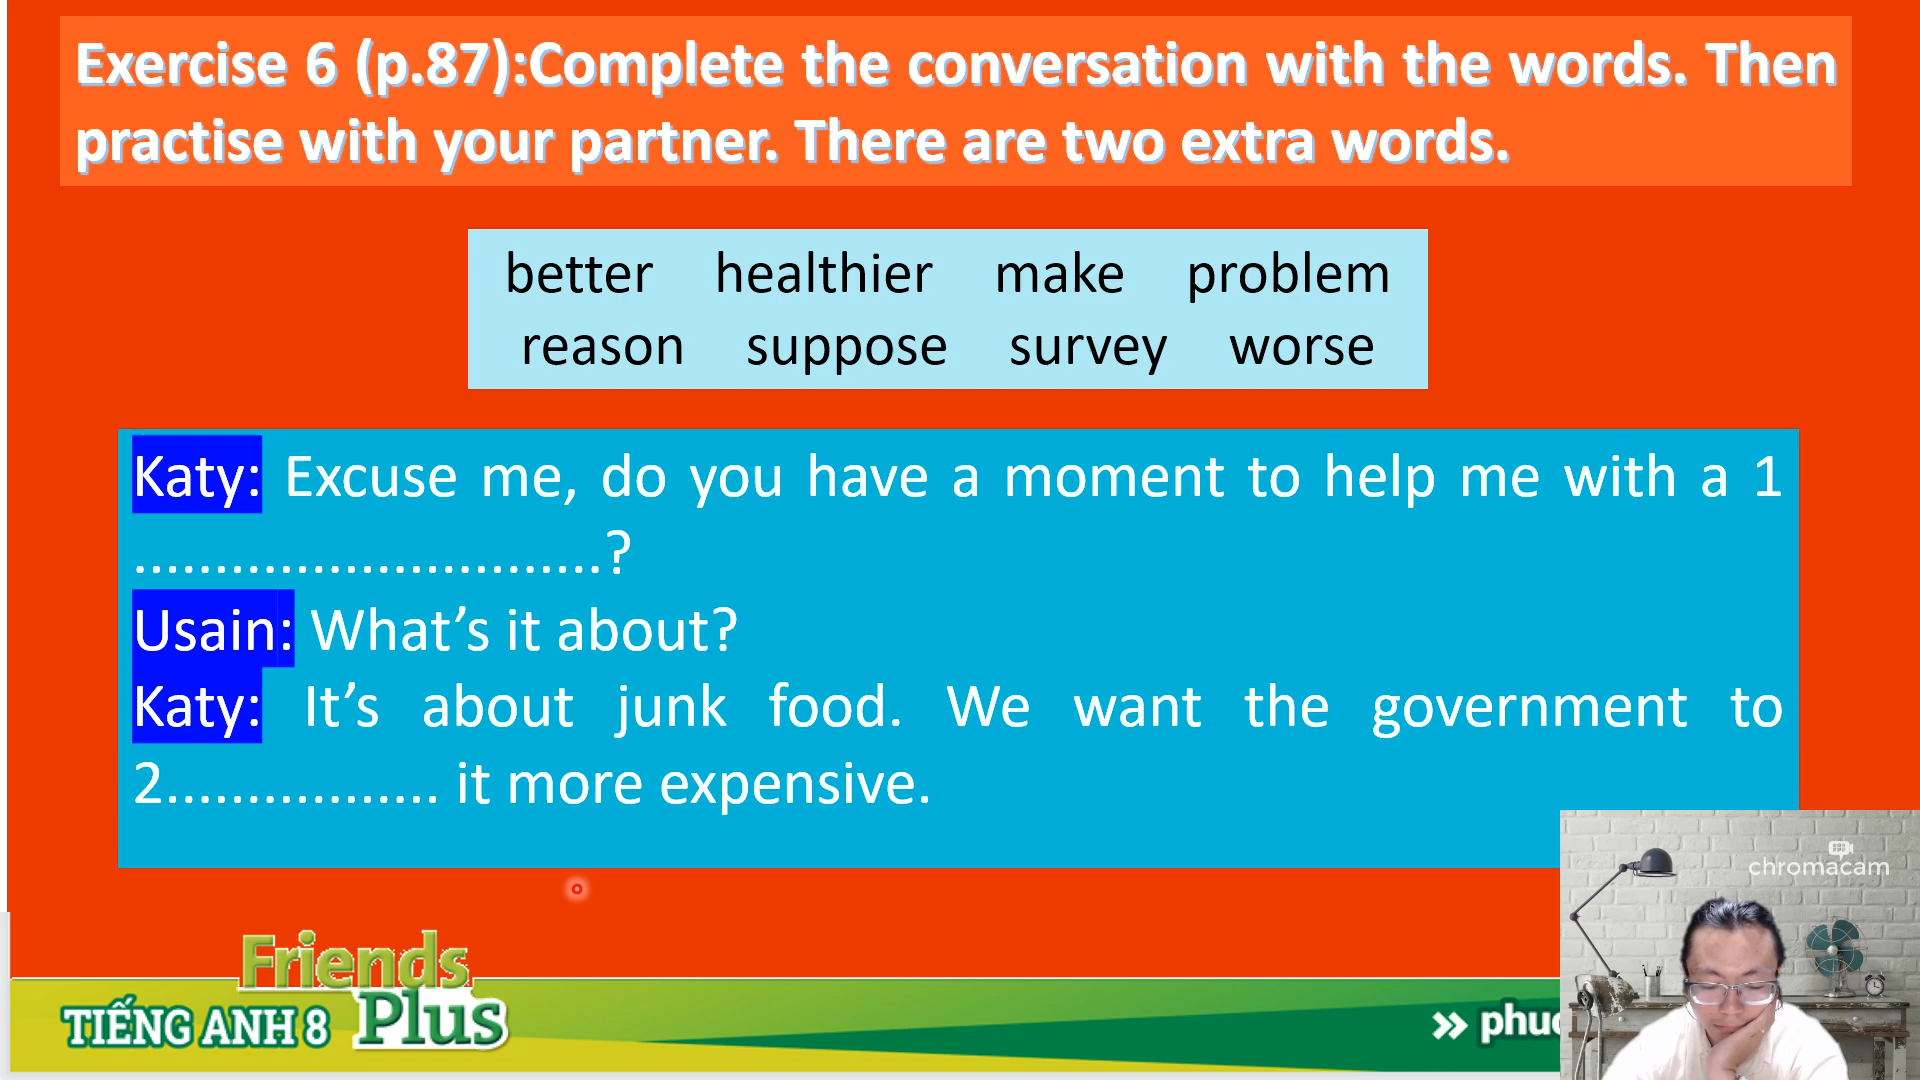 Exercise 6 (p.87):Complete the conversation with the words. Then
practise with your partner. There are two extra words.
better healthier make problem
reason suppose survey worse
Katy: Excuse me, do you have a moment to help me with a 1
.............................?
Usain: What’s it about?
Katy: It’s about junk food. We want the government to
2................. it more expensive.
chromacam
Friends
Plus
TIẾNG ANH 8